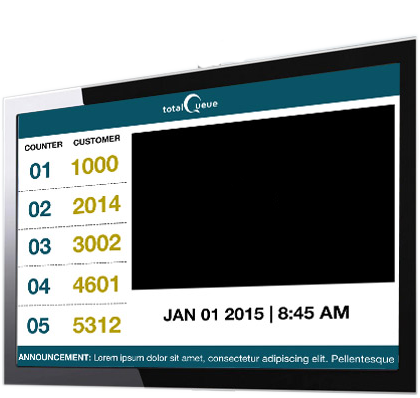 totalQueue
COUNTER CUSTOMER
01 1000
02 2014
03 3002
04 4601
05 5312
JAN 01 2015 | 8:45 AM
ANNOUNCEMENT: Lorem ipsum dolor sit amet, consectetur adipiscing elit. Pellentesque